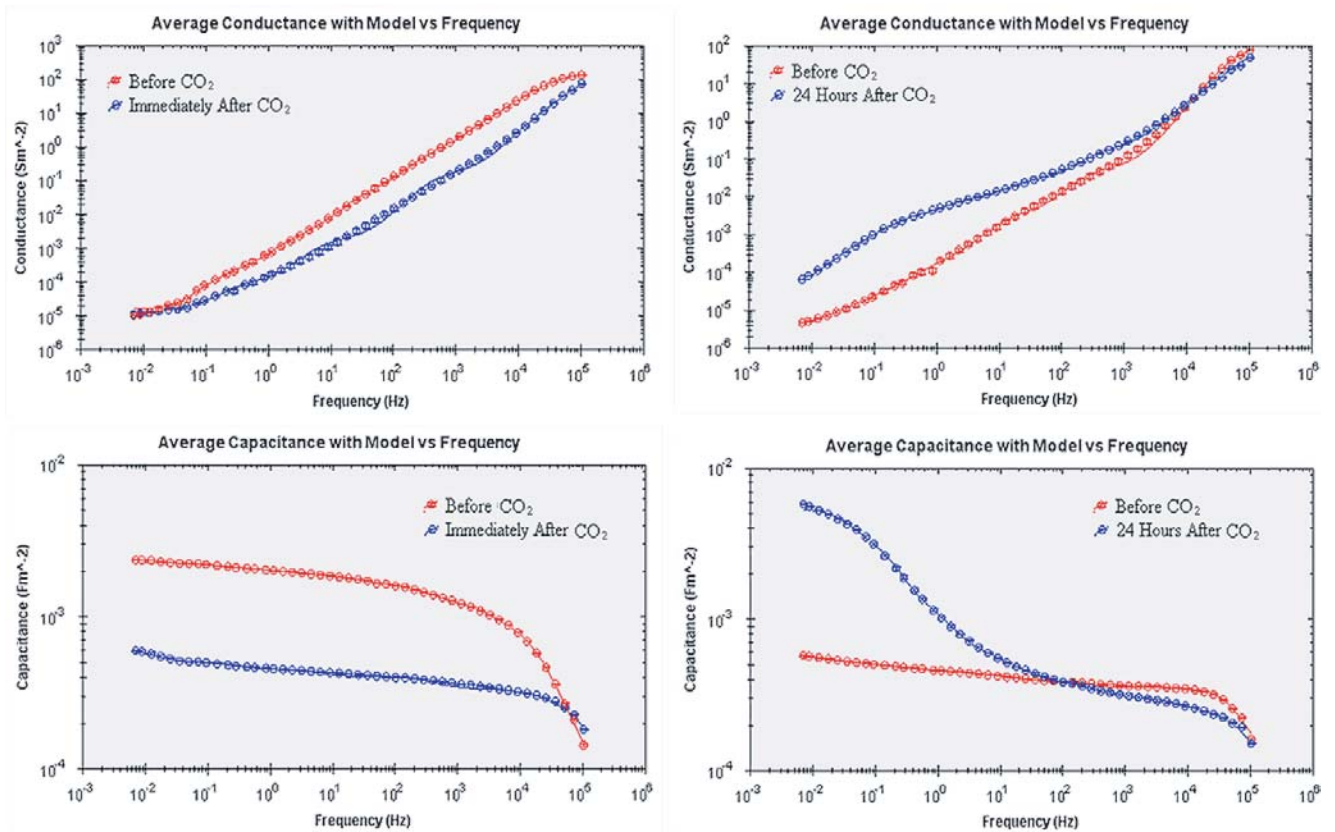 Average Conductance with Model vs Frequency
10^3
10^2
10^1
10^0
10^-1
10^-2
10^-3
10^-4
10^-5
10^-6
Conductance (Sm^-2)
Before CO₂
Immediately After CO₂
10^-3 10^-2 10^-1 10^0 10^1 10^2 10^3 10^4 10^5 10^6
Frequency (Hz)
Average Conductance with Model vs Frequency
10^2
10^1
10^0
10^-1
10^-2
10^-3
10^-4
10^-5
10^-6
Conductance (Sm^-2)
Before CO₂
24 Hours After CO₂
10^-3 10^-2 10^-1 10^0 10^1 10^2 10^3 10^4 10^5 10^6
Frequency (Hz)
Average Capacitance with Model vs Frequency
10^-2
10^-3
10^-4
Capacitance (Fm^-2)
Before CO₂
Immediately After CO₂
10^-3 10^-2 10^-1 10^0 10^1 10^2 10^3 10^4 10^5 10^6
Frequency (Hz)
Average Capacitance with Model vs Frequency
10^-2
10^-3
10^-4
Capacitance (Fm^-2)
Before CO₂
24 Hours After CO₂
10^-3 10^-2 10^-1 10^0 10^1 10^2 10^3 10^4 10^5 10^6
Frequency (Hz)